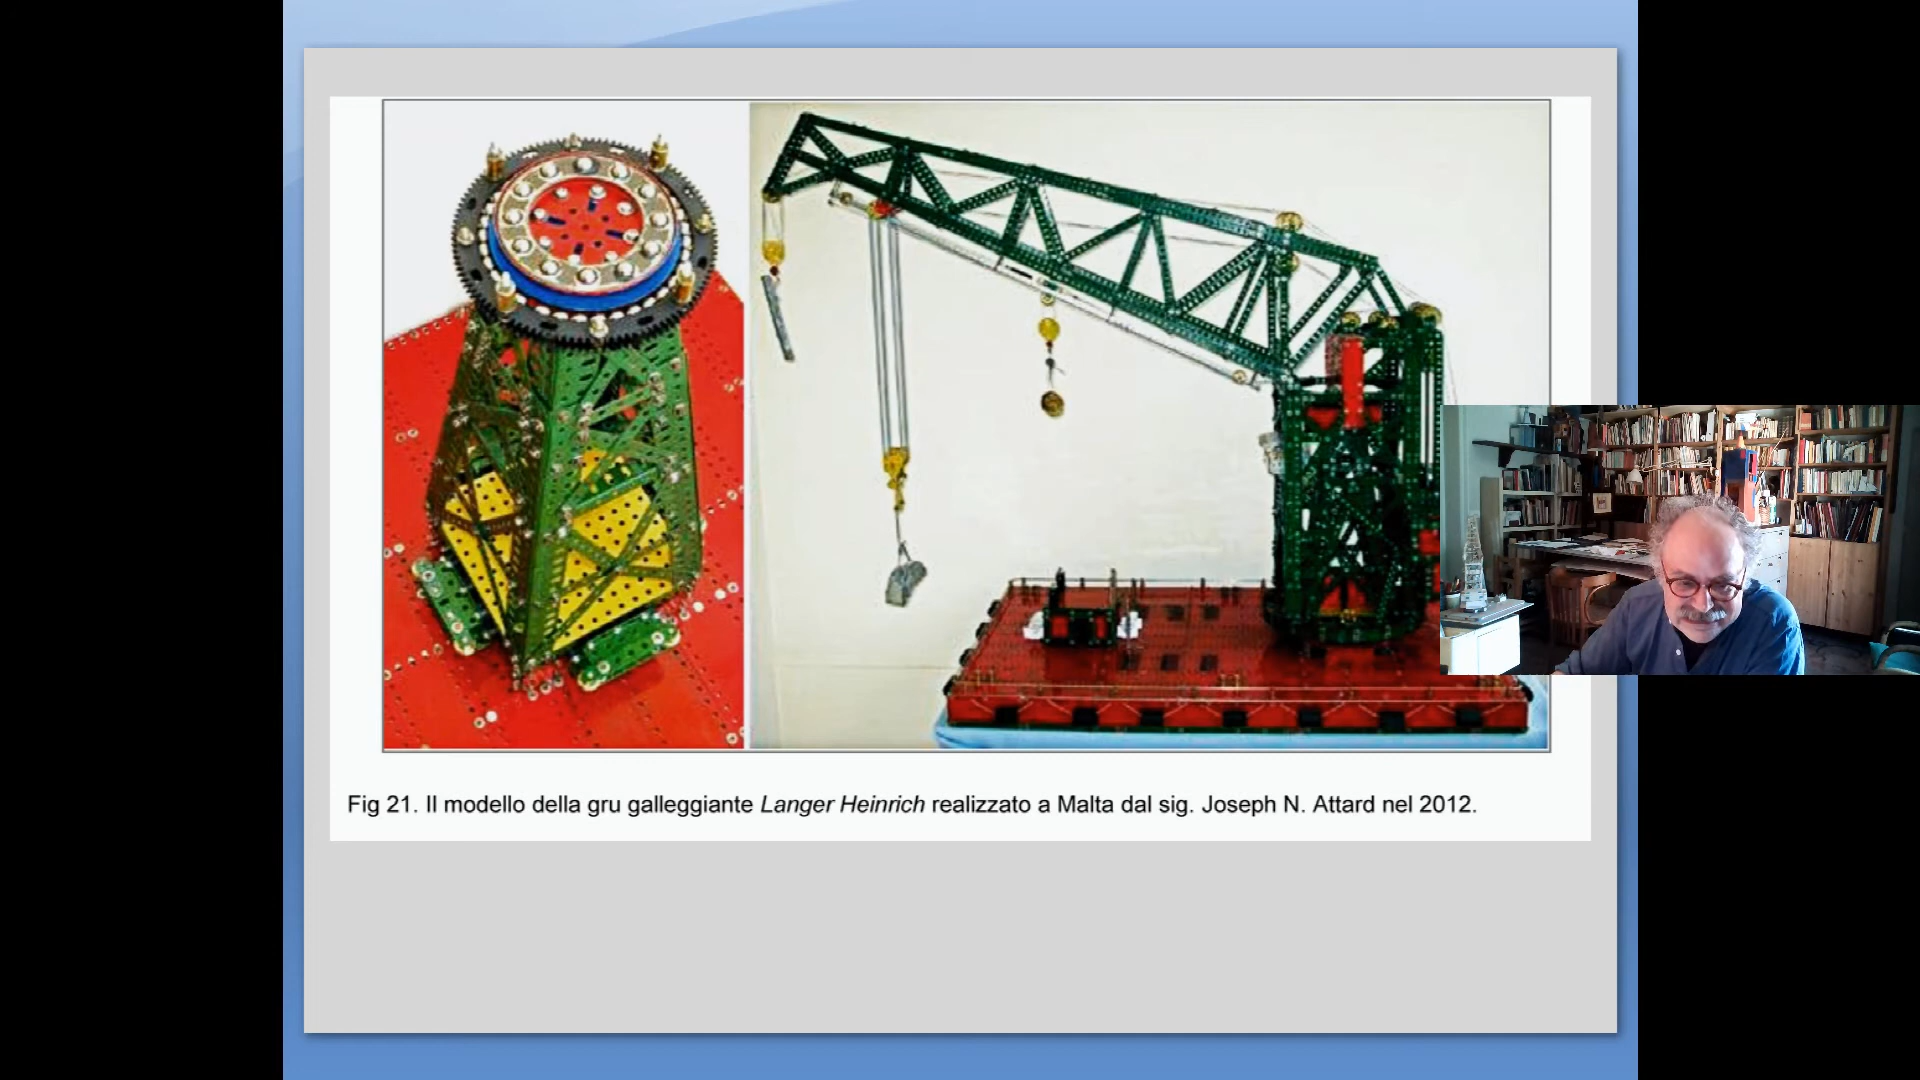 Fig 21. Il modello della gru galleggiante Langer Heinrich realizzato a Malta dal sig. Joseph N. Attard nel 2012.